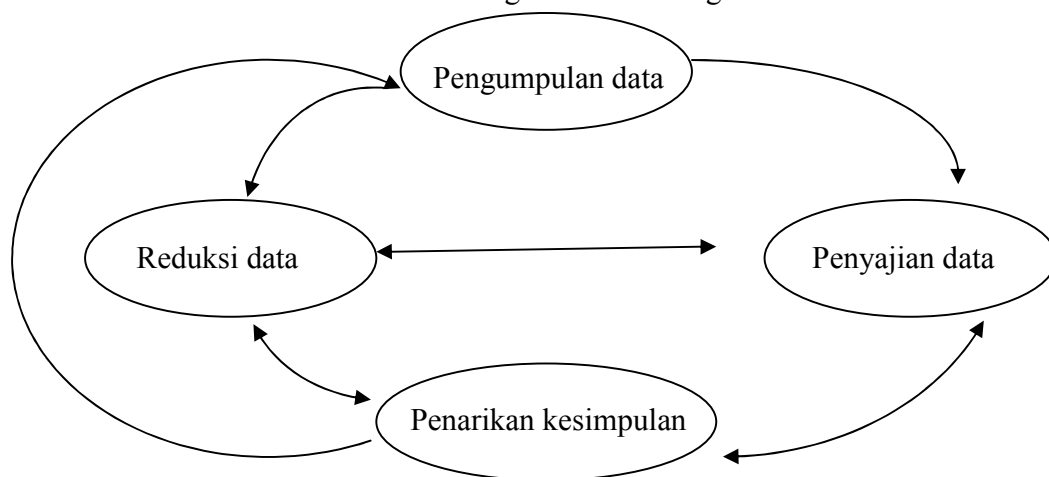 Pengumpulan data
Reduksi data
Penyajian data
Penarikan kesimpulan